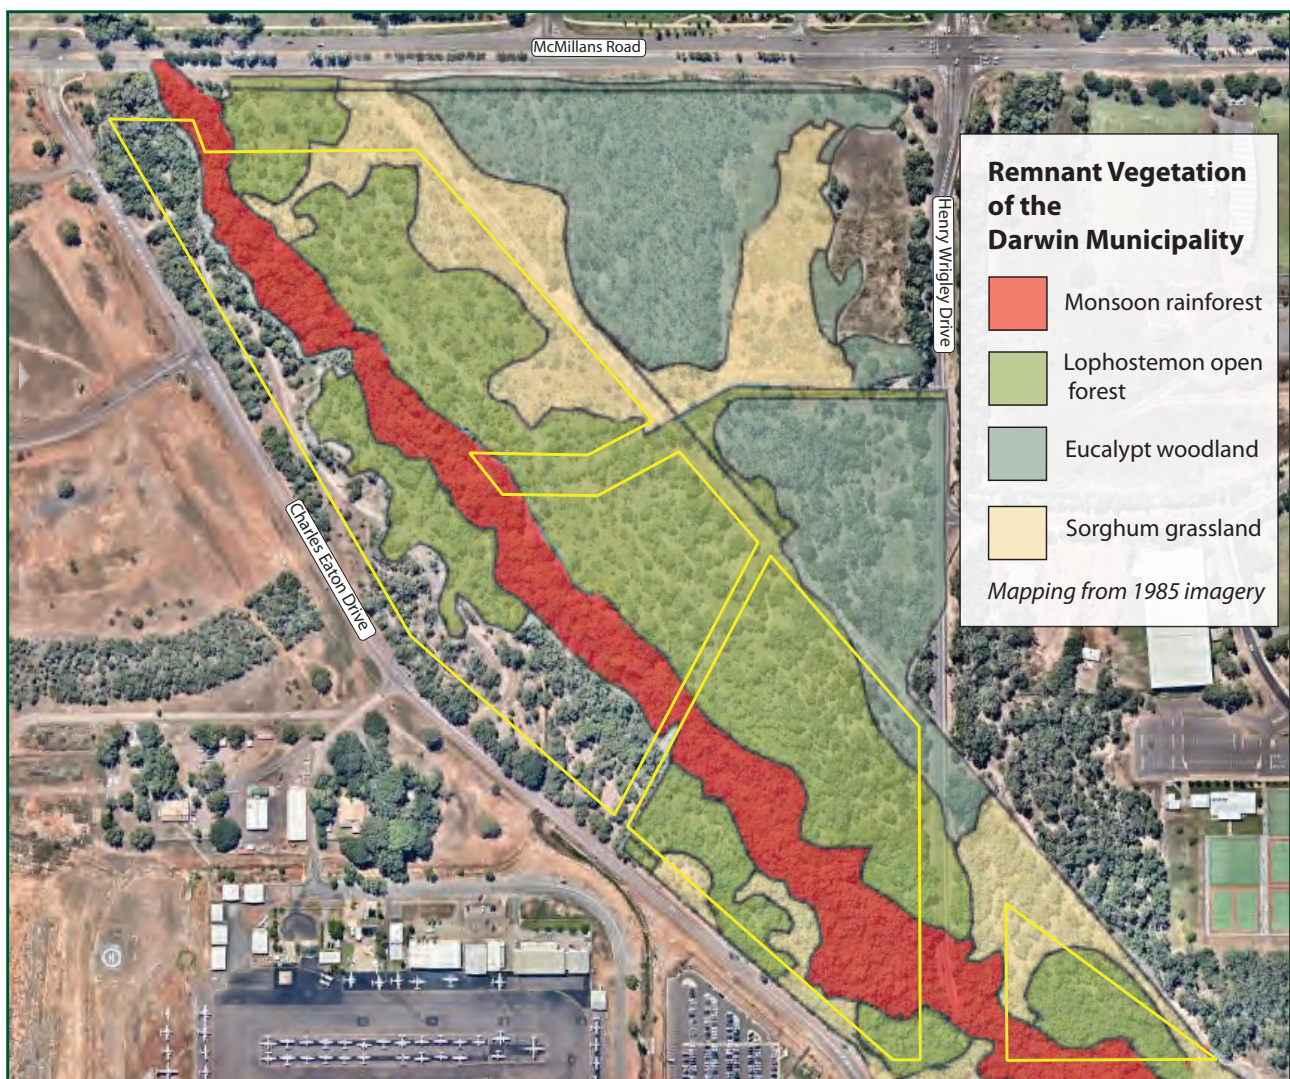 McMillans Road
Henry Wrigley Drive
Charles Eaton Drive
Remnant Vegetation
of the
Darwin Municipality
Monsoon rainforest
Lophostemon open
forest
Eucalypt woodland
Sorghum grassland
Mapping from 1985 imagery
H